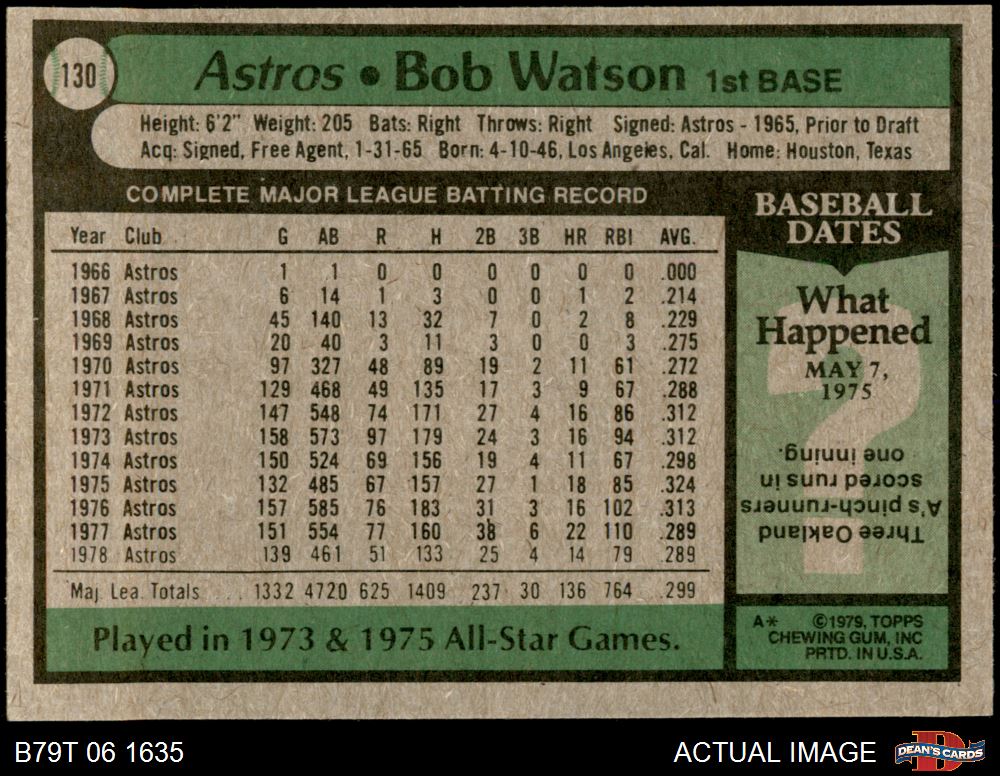 130
Astros • Bob Watson 1st BASE
Height: 6'2" Weight: 205 Bats: Right Throws: Right Signed: Astros - 1965, Prior to Draft
Acq: Signed, Free Agent, 1-31-65 Born: 4-10-46, Los Angeles, Cal. Home: Houston, Texas
COMPLETE MAJOR LEAGUE BATTING RECORD
Year Club G AB R H 2B 3B HR RBI AVG.
1966 Astros 1 1 0 0 0 0 0 0 .000
1967 Astros 6 14 1 3 0 0 1 2 .214
1968 Astros 45 140 13 32 7 0 2 8 .229
1969 Astros 20 40 3 11 3 0 0 3 .275
1970 Astros 97 327 48 89 19 2 11 61 .272
1971 Astros 129 468 49 135 17 3 9 67 .288
1972 Astros 147 548 74 171 27 4 16 86 .312
1973 Astros 158 573 97 179 24 3 16 94 .312
1974 Astros 150 524 69 156 19 4 11 67 .298
1975 Astros 132 485 67 157 27 1 18 85 .324
1976 Astros 157 585 76 183 31 3 16 102 .313
1977 Astros 151 554 77 160 38 6 22 110 .289
1978 Astros 139 461 51 133 25 4 14 79 .289
Maj. Lea. Totals . . . 1332 4720 625 1409 237 30 136 764 .299
Played in 1973 & 1975 All-Star Games.
BASEBALL
DATES
What
Happened
MAY 7,
1975
?
Three Oakland
A's pinch-runners
scored runs in
one inning.
A* ©1979, TOPPS
CHEWING GUM, INC
PRTD. IN U.S.A.
B79T 06 1635
ACTUAL IMAGE
D
DEAN'S CARDS